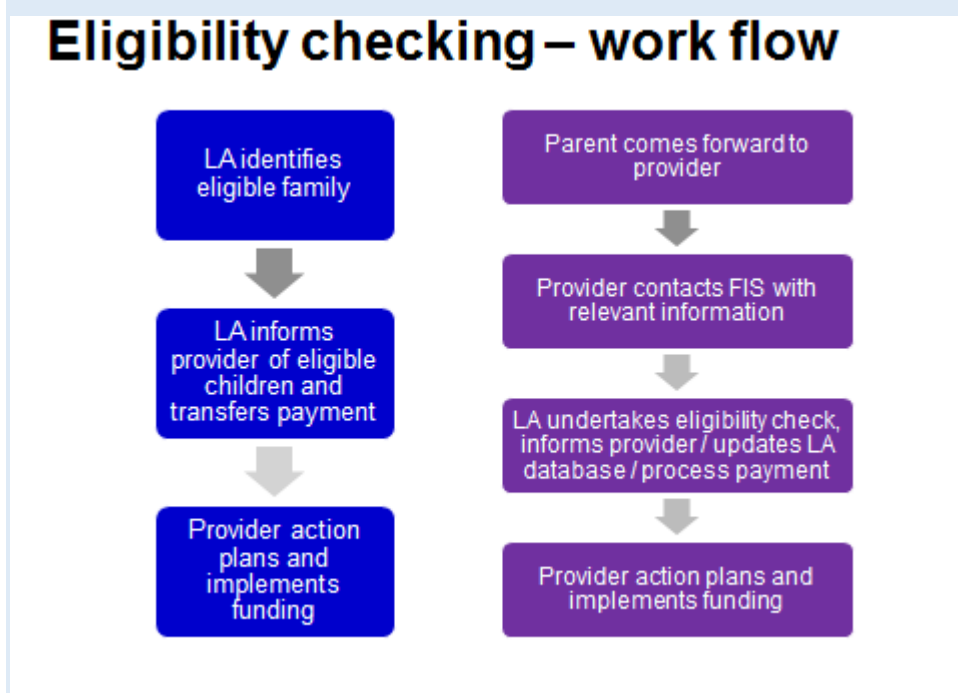 Eligibility checking – work flow
LA identifies
eligible family
LA informs
provider of eligible
children and
transfers payment
Provider action
plans and
implements
funding
Parent comes forward to
provider
Provider contacts FIS with
relevant information
LA undertakes eligibility check,
informs provider / updates LA
database / process payment
Provider action plans and
implements funding